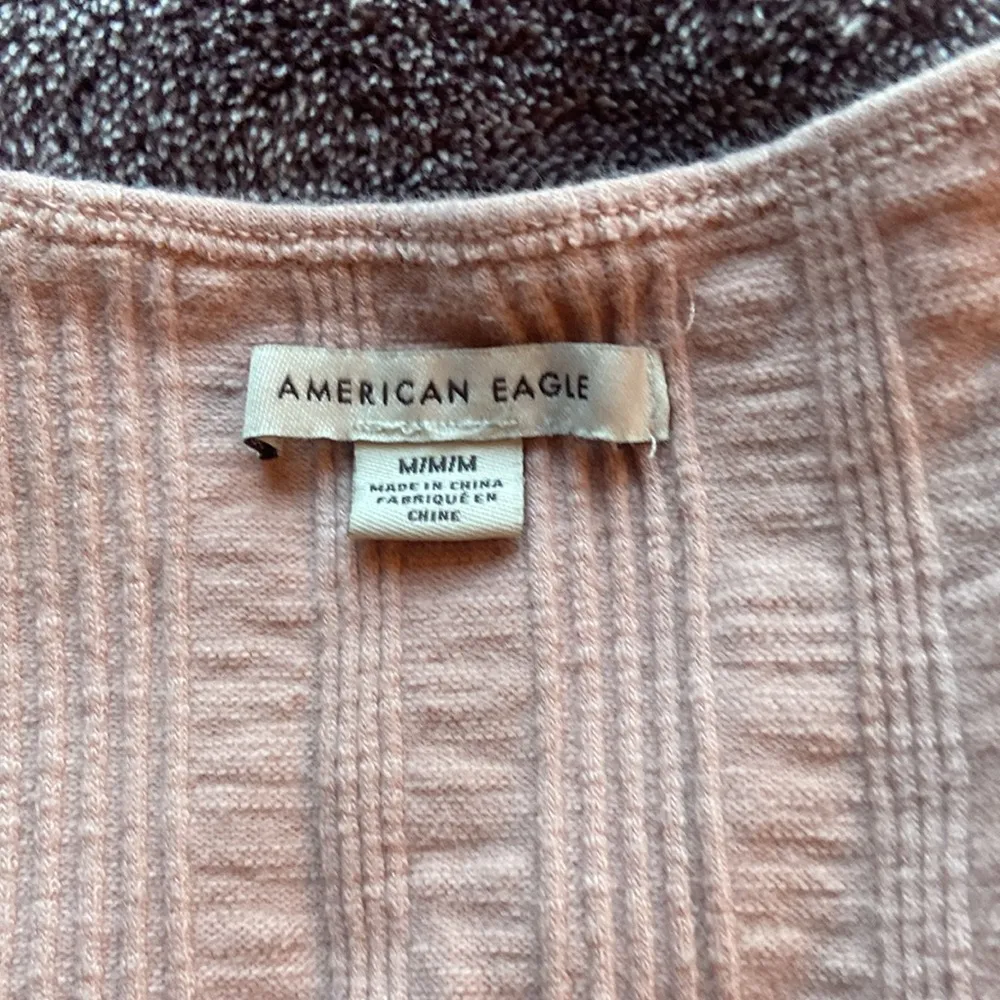 AMERICAN EAGLE
M/M/M
MADE IN CHINA
FABRIQUÉ EN
CHINE